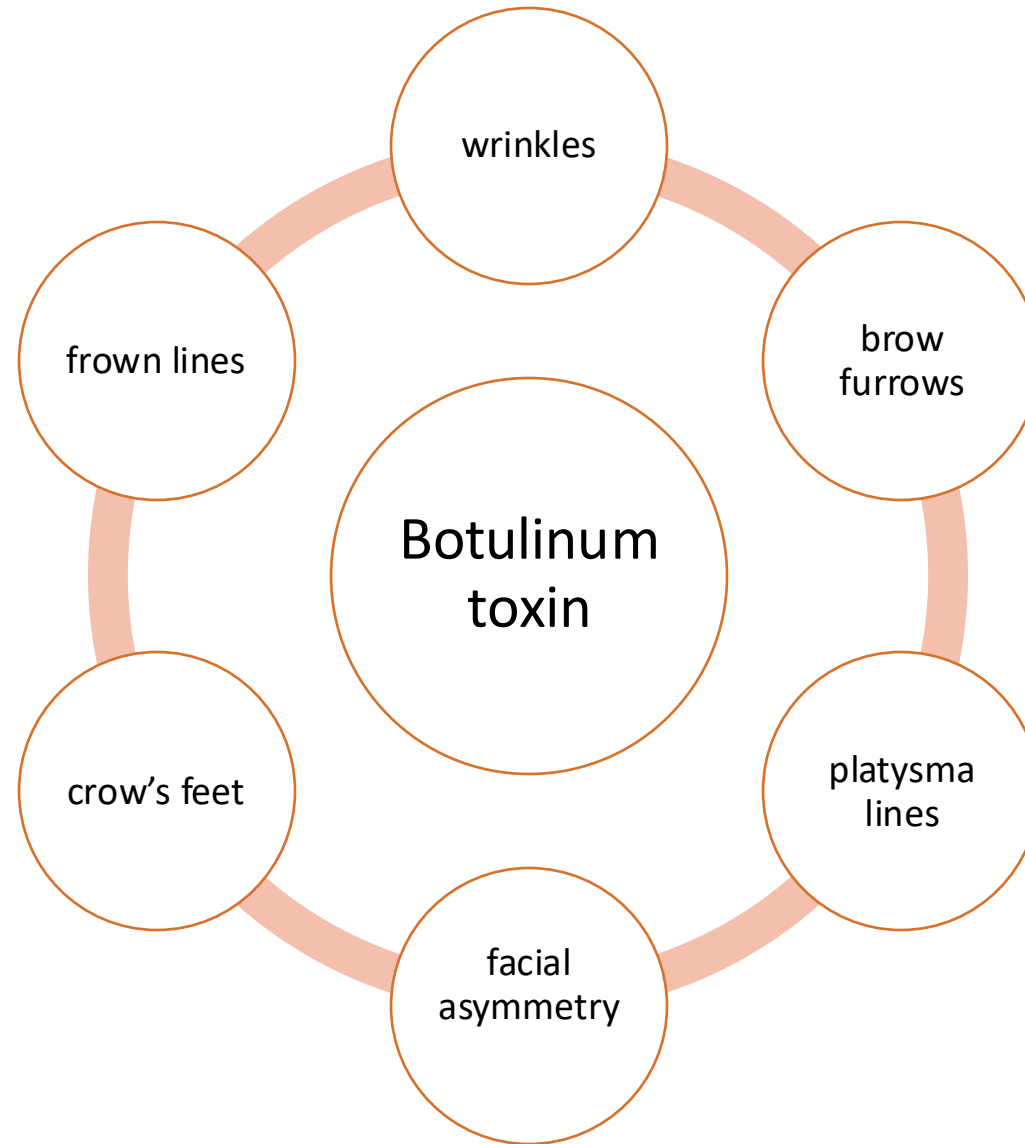 wrinkles
brow
furrows
platysma
lines
facial
asymmetry
crow’s feet
frown lines
Botulinum
toxin